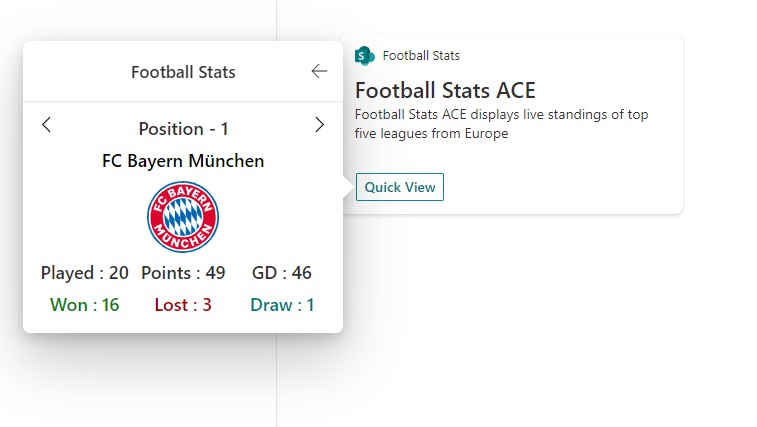 Football Stats
Position - 1
FC Bayern München
FC BAYERN
MÜNCHEN
Played : 20 Points : 49 GD : 46
Won : 16 Lost : 3 Draw : 1
S Football Stats
Football Stats ACE
Football Stats ACE displays live standings of top
five leagues from Europe
Quick View